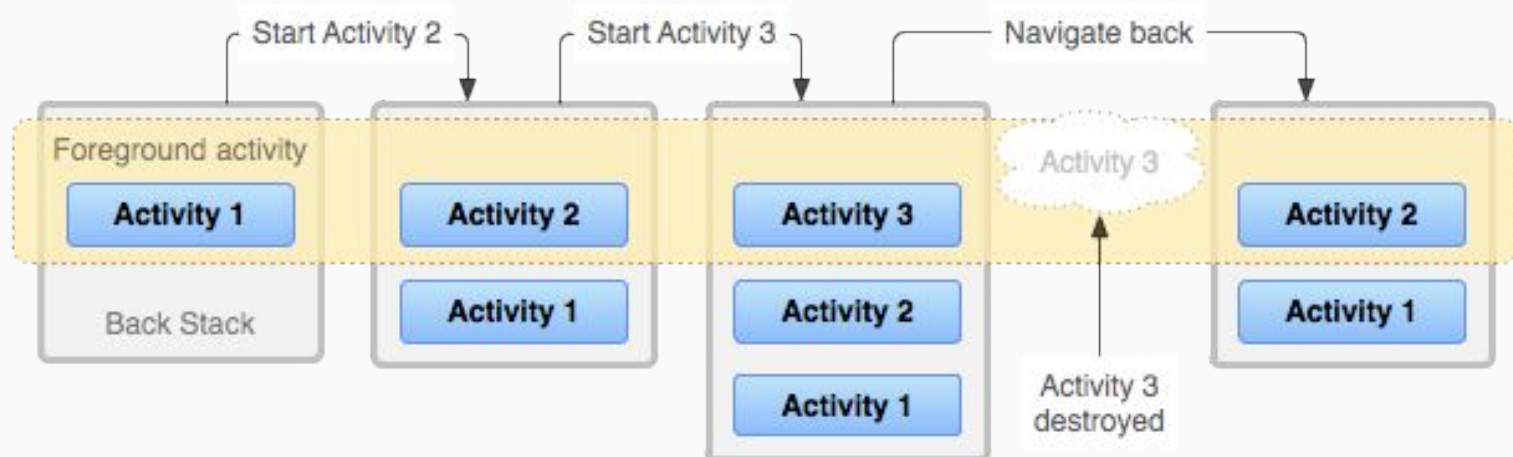 Start Activity 2
Start Activity 3
Navigate back
Foreground activity
Activity 3
Activity 1
Activity 2
Activity 3
Activity 2
Back Stack
Activity 1
Activity 2
Activity 1
Activity 1
Activity 3
destroyed